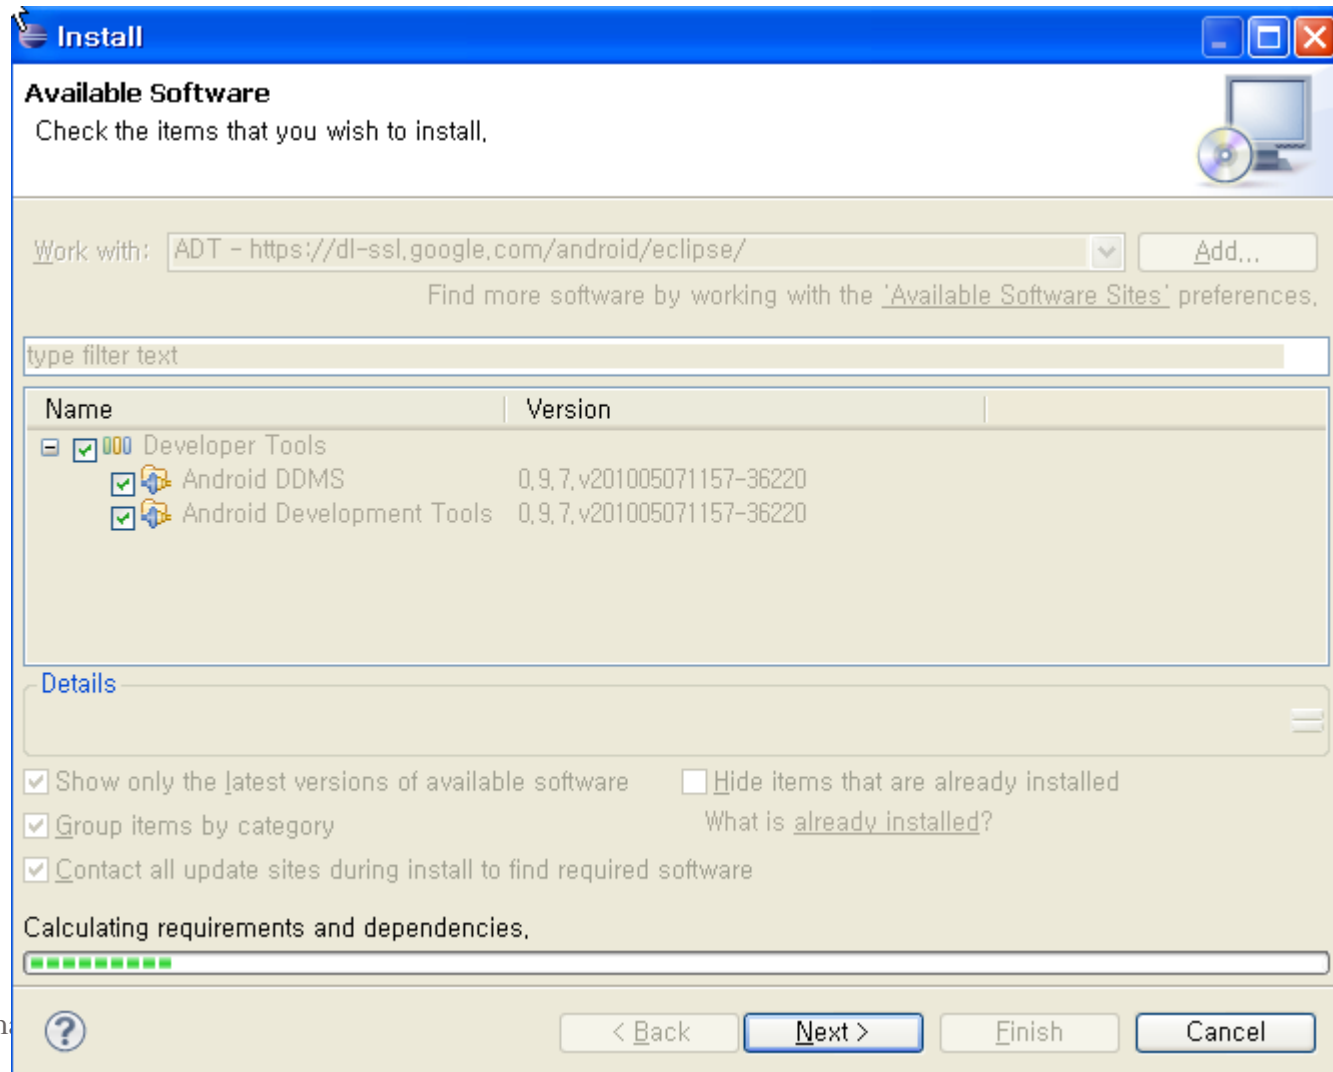 Install
Available Software
Check the items that you wish to install,
Work with: ADT - https://dl-ssl,google,com/android/eclipse/ Add,,,
Find more software by working with the 'Available Software Sites' preferences,
type filter text
Name Version
Developer Tools
Android DDMS 0,9,7,v201005071157-36220
Android Development Tools 0,9,7,v201005071157-36220
Details
Show only the latest versions of available software Hide items that are already installed
Group items by category What is already installed?
Contact all update sites during install to find required software
Calculating requirements and dependencies,
? < Back Next > Finish Cancel